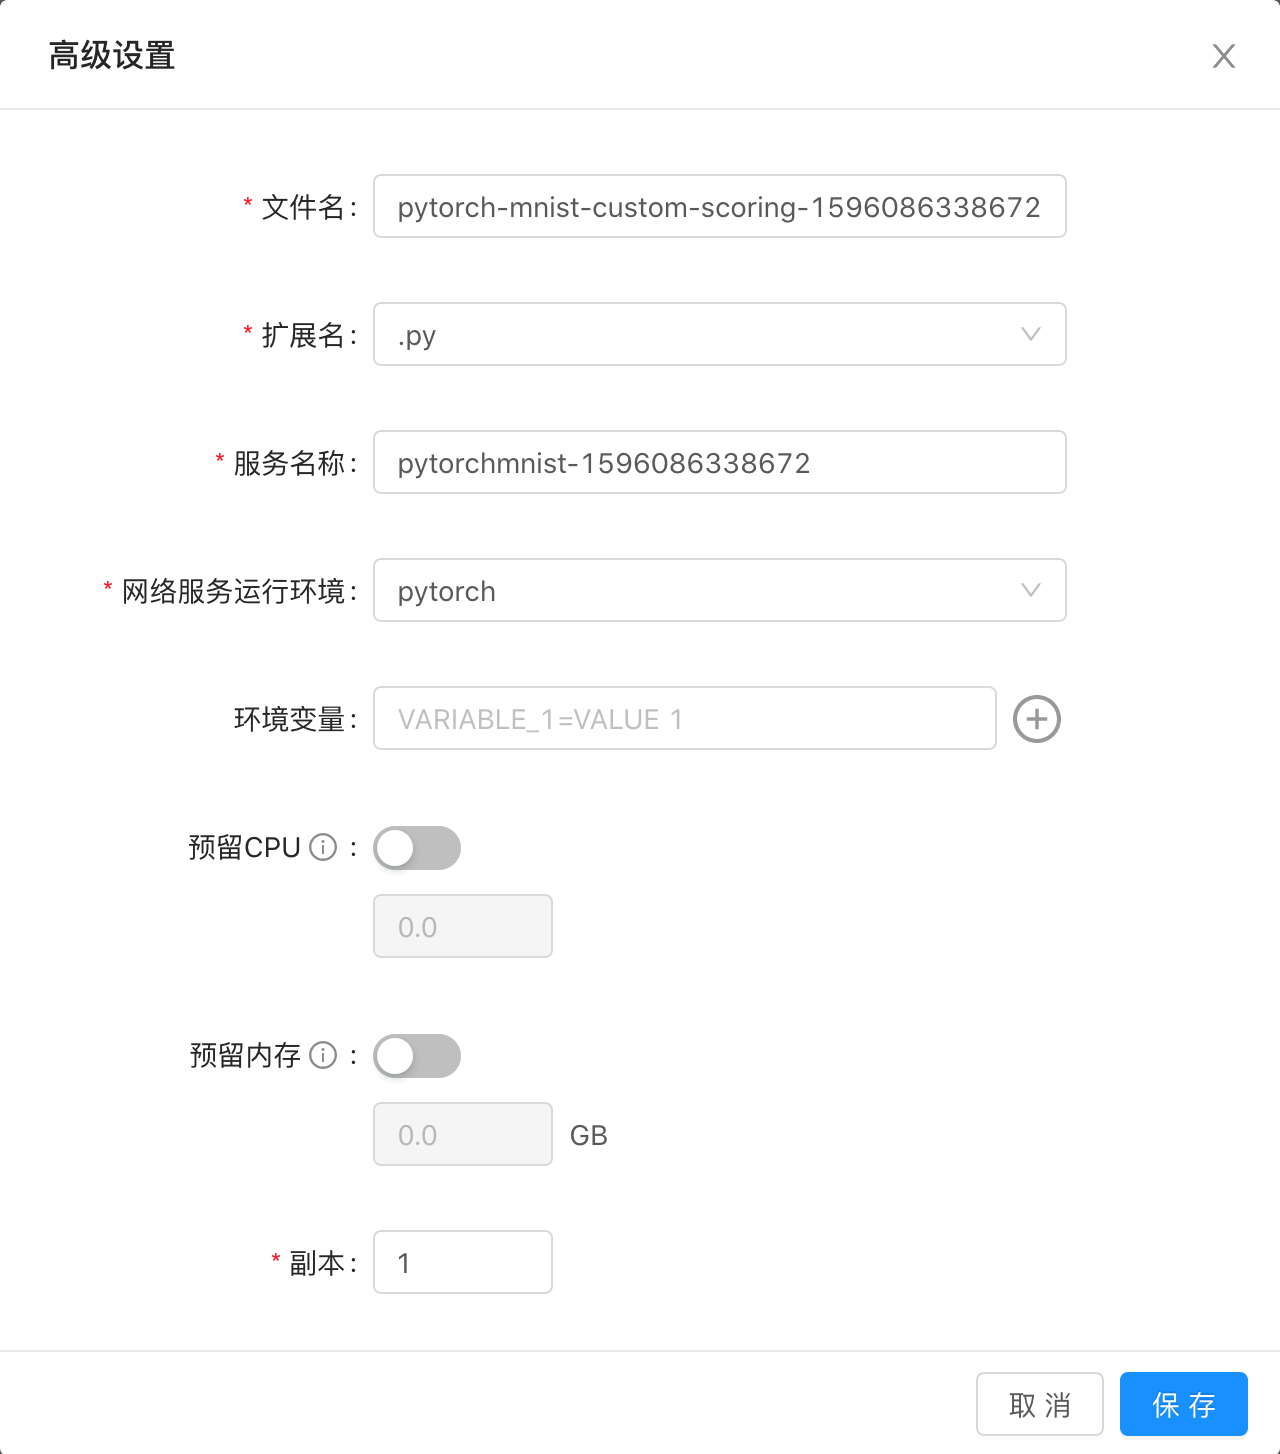 高级设置
* 文件名: pytorch-mnist-custom-scoring-1596086338672
* 扩展名: .py
* 服务名称: pytorchmnist-1596086338672
* 网络服务运行环境: pytorch
环境变量: VARIABLE_1=VALUE 1
预留CPU :
0.0
预留内存 :
0.0 GB
* 副本: 1
取 消 保 存